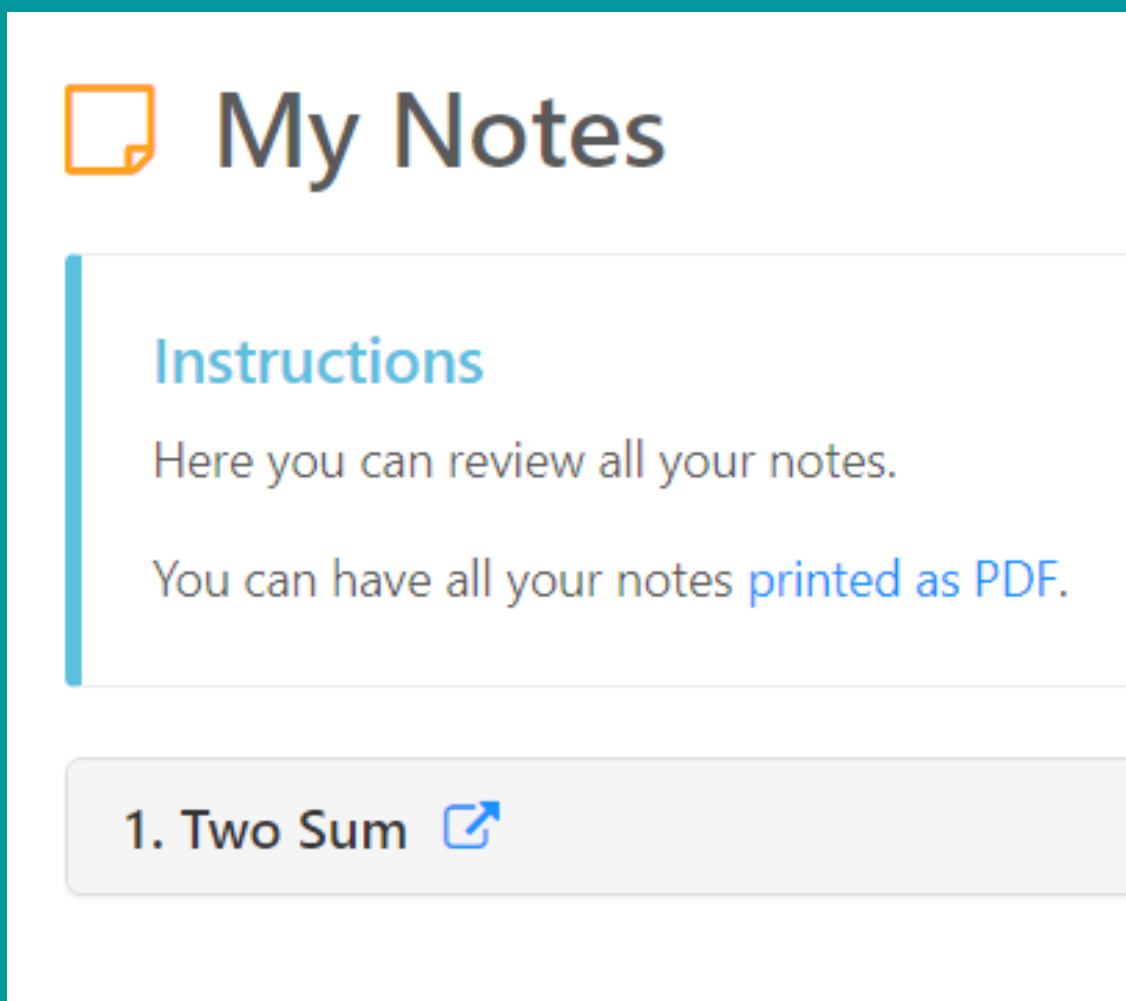 My Notes
Instructions
Here you can review all your notes.
You can have all your notes printed as PDF.
1. Two Sum